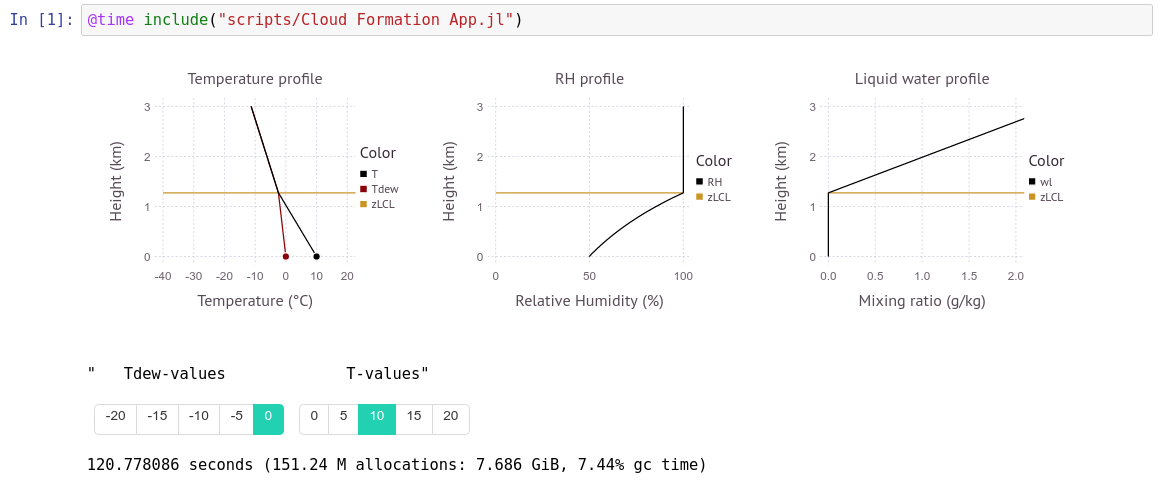 In [1]: @time include("scripts/Cloud Formation App.jl")
Temperature profile
Height (km)
3
2
1
0
-40 -30 -20 -10 0 10 20
Temperature (°C)
Color
T
Tdew
zLCL
RH profile
Height (km)
3
2
1
0
0 50 100
Relative Humidity (%)
Color
RH
zLCL
Liquid water profile
Height (km)
3
2
1
0
0.0 0.5 1.0 1.5 2.0
Mixing ratio (g/kg)
Color
wl
zLCL
" Tdew-values T-values"
-20 -15 -10 -5 0 0 5 10 15 20
120.778086 seconds (151.24 M allocations: 7.686 GiB, 7.44% gc time)